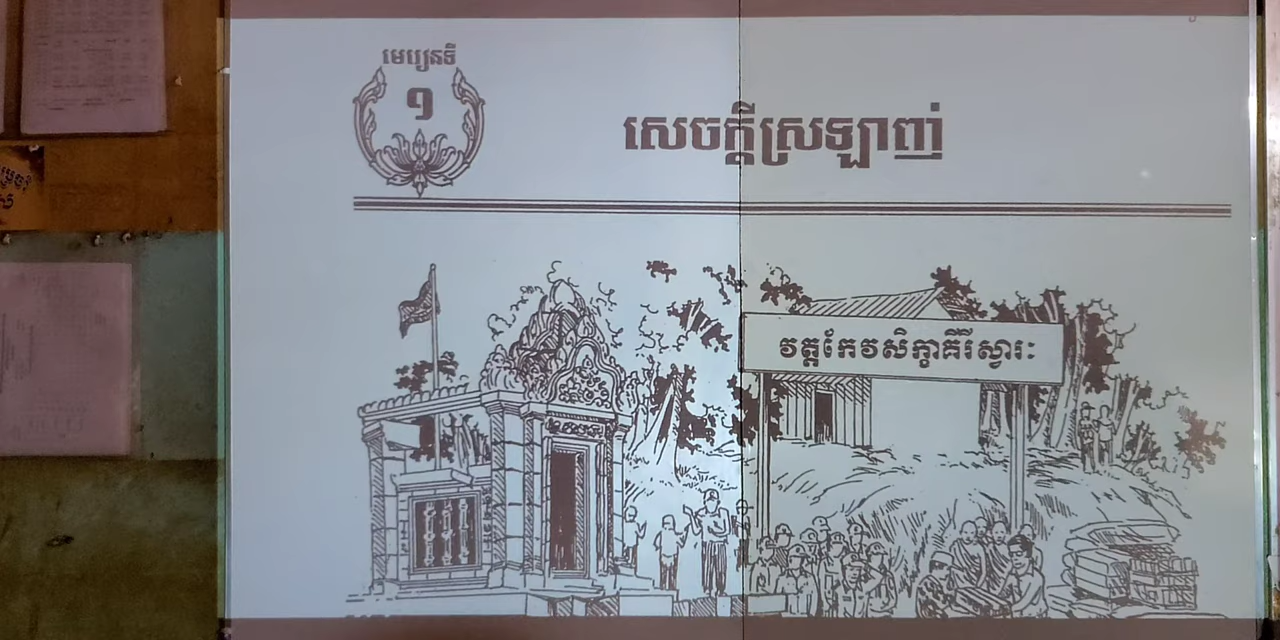 មេរៀនទី
១
សេចក្តីស្រឡាញ់
វត្តកែវសិក្ខាគិរីស្វារៈ